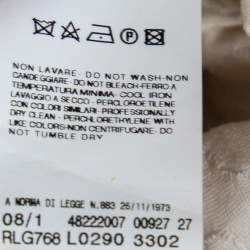 NON LAVARE- DO NOT WASH-NON
CANDEGGIARE- DO NOT BLEACH-FERRO A
TEMPERATURA MINIMA- COOL IRON
LAVAGGIO A SECCO - PERCLOROETILENE
CON COLORI SIMILARI- PROFESSIONALLY
DRY CLEAN - PERCHLORETHYLENE WITH
LIKE COLORS-NON CENTRIFUGARE- DO
NOT TUMBLE DRY
A NORMA DI LEGGE N.883 26/11/1973
08/1 48222007 00927 27
RLG768 L0290 3302